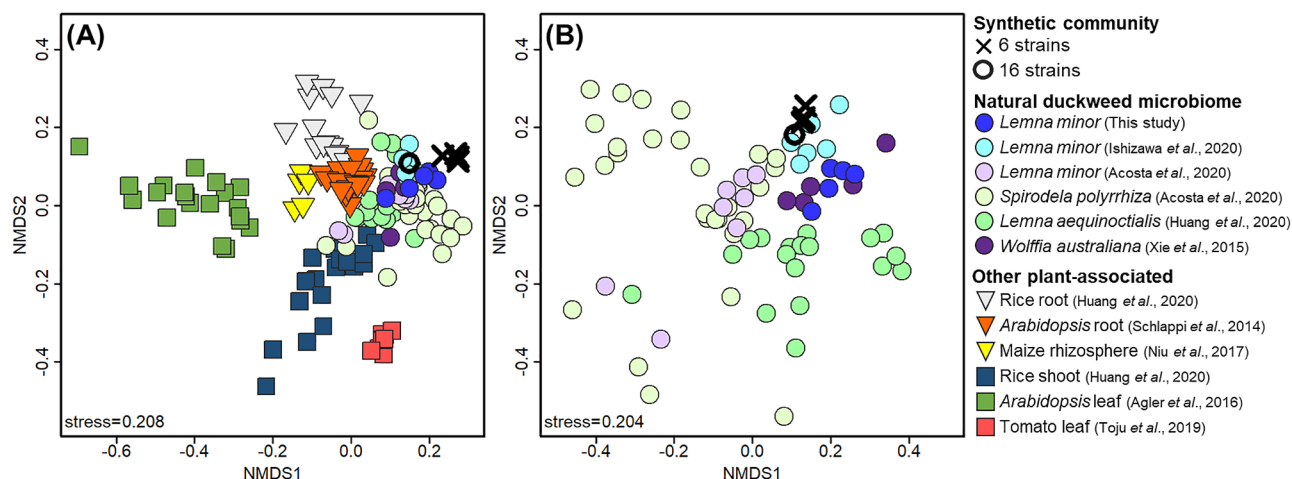 (A)
0.4
0.2
0.0
-0.2
-0.4
NMDS2
stress=0.208
-0.6
-0.4
-0.2
0.0
0.2
NMDS1
(B)
0.4
0.2
0.0
-0.2
-0.4
NMDS2
stress=0.204
-0.4
-0.2
0.0
0.2
0.4
NMDS1
Synthetic community
6 strains
16 strains
Natural duckweed microbiome
Lemna minor (This study)
Lemna minor (Ishizawa et al., 2020)
Lemna minor (Acosta et al., 2020)
Spirodela polyrrhiza (Acosta et al., 2020)
Lemna aequinoctialis (Huang et al., 2020)
Wolffia australiana (Xie et al., 2015)
Other plant-associated
Rice root (Huang et al., 2020)
Arabidopsis root (Schlappi et al., 2014)
Maize rhizosphere (Niu et al., 2017)
Rice shoot (Huang et al., 2020)
Arabidopsis leaf (Agler et al., 2016)
Tomato leaf (Toju et al., 2019)